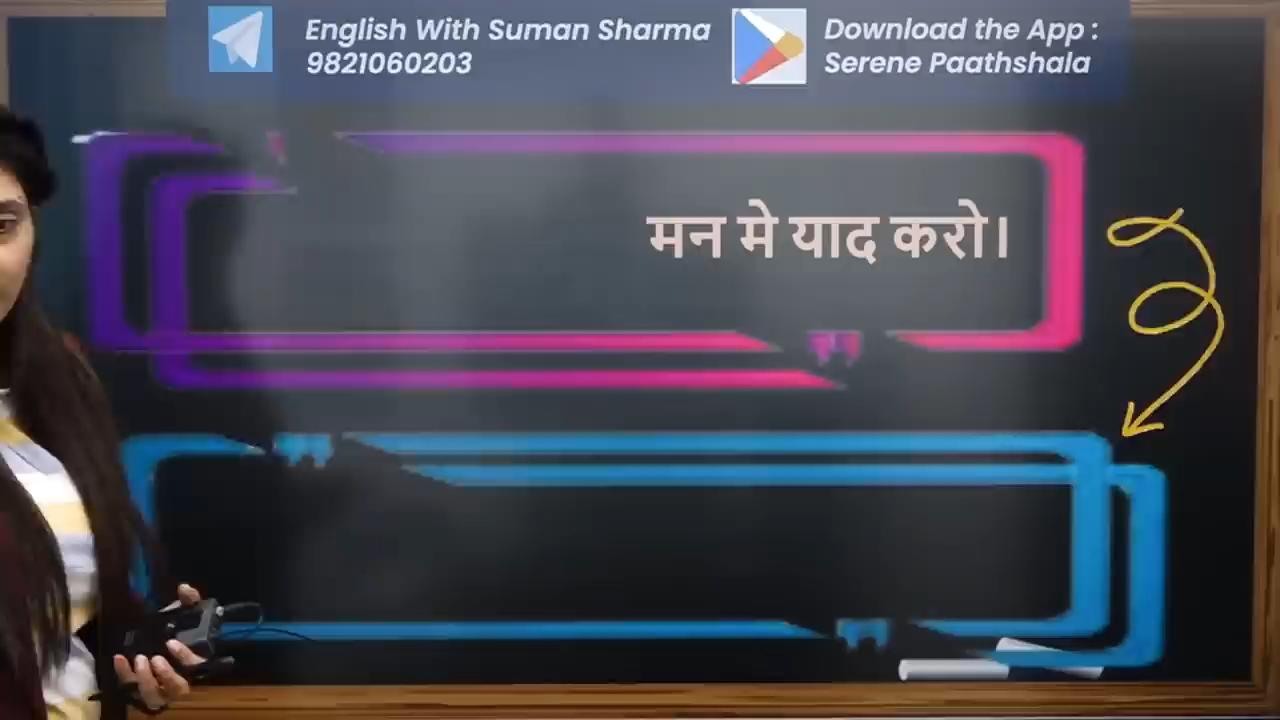 English With Suman Sharma
9821060203
Download the App :
Serene Paathshala
मन मे याद करो।